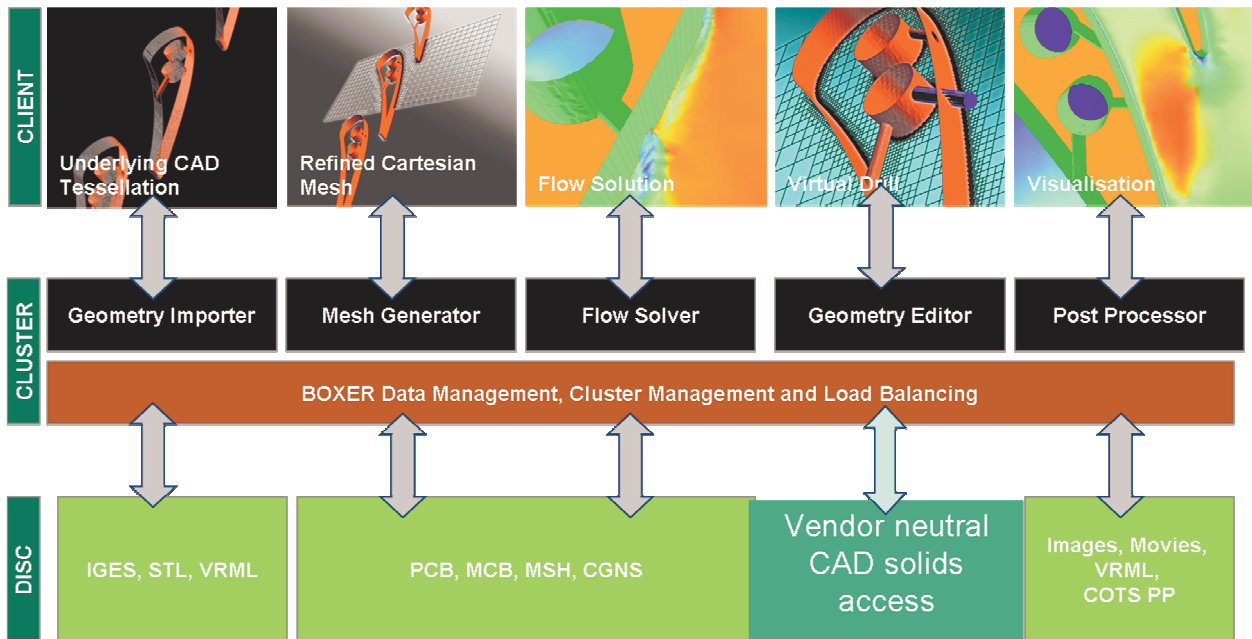 CLIENT
Underlying CAD
Tessellation
Refined Cartesian
Mesh
Flow Solution
Virtual Drill
Visualisation
CLUSTER
Geometry Importer
Mesh Generator
Flow Solver
Geometry Editor
Post Processor
BOXER Data Management, Cluster Management and Load Balancing
DISC
IGES, STL, VRML
PCB, MCB, MSH, CGNS
Vendor neutral
CAD solids
access
Images, Movies,
VRML,
COTS PP